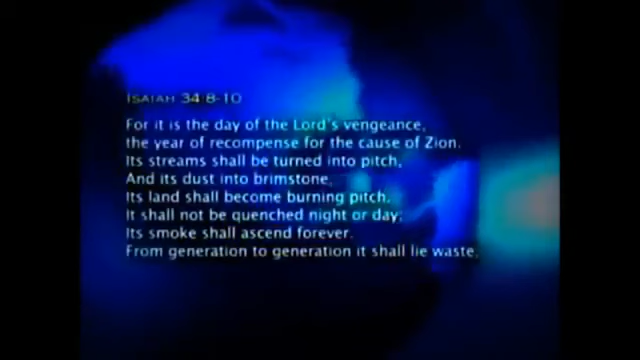 Isaiah 34:8-10
For it is the day of the Lord's vengeance,
the year of recompense for the cause of Zion.
Its streams shall be turned into pitch,
And its dust into brimstone,
Its land shall become burning pitch.
It shall not be quenched night or day;
Its smoke shall ascend forever.
From generation to generation it shall lie waste;